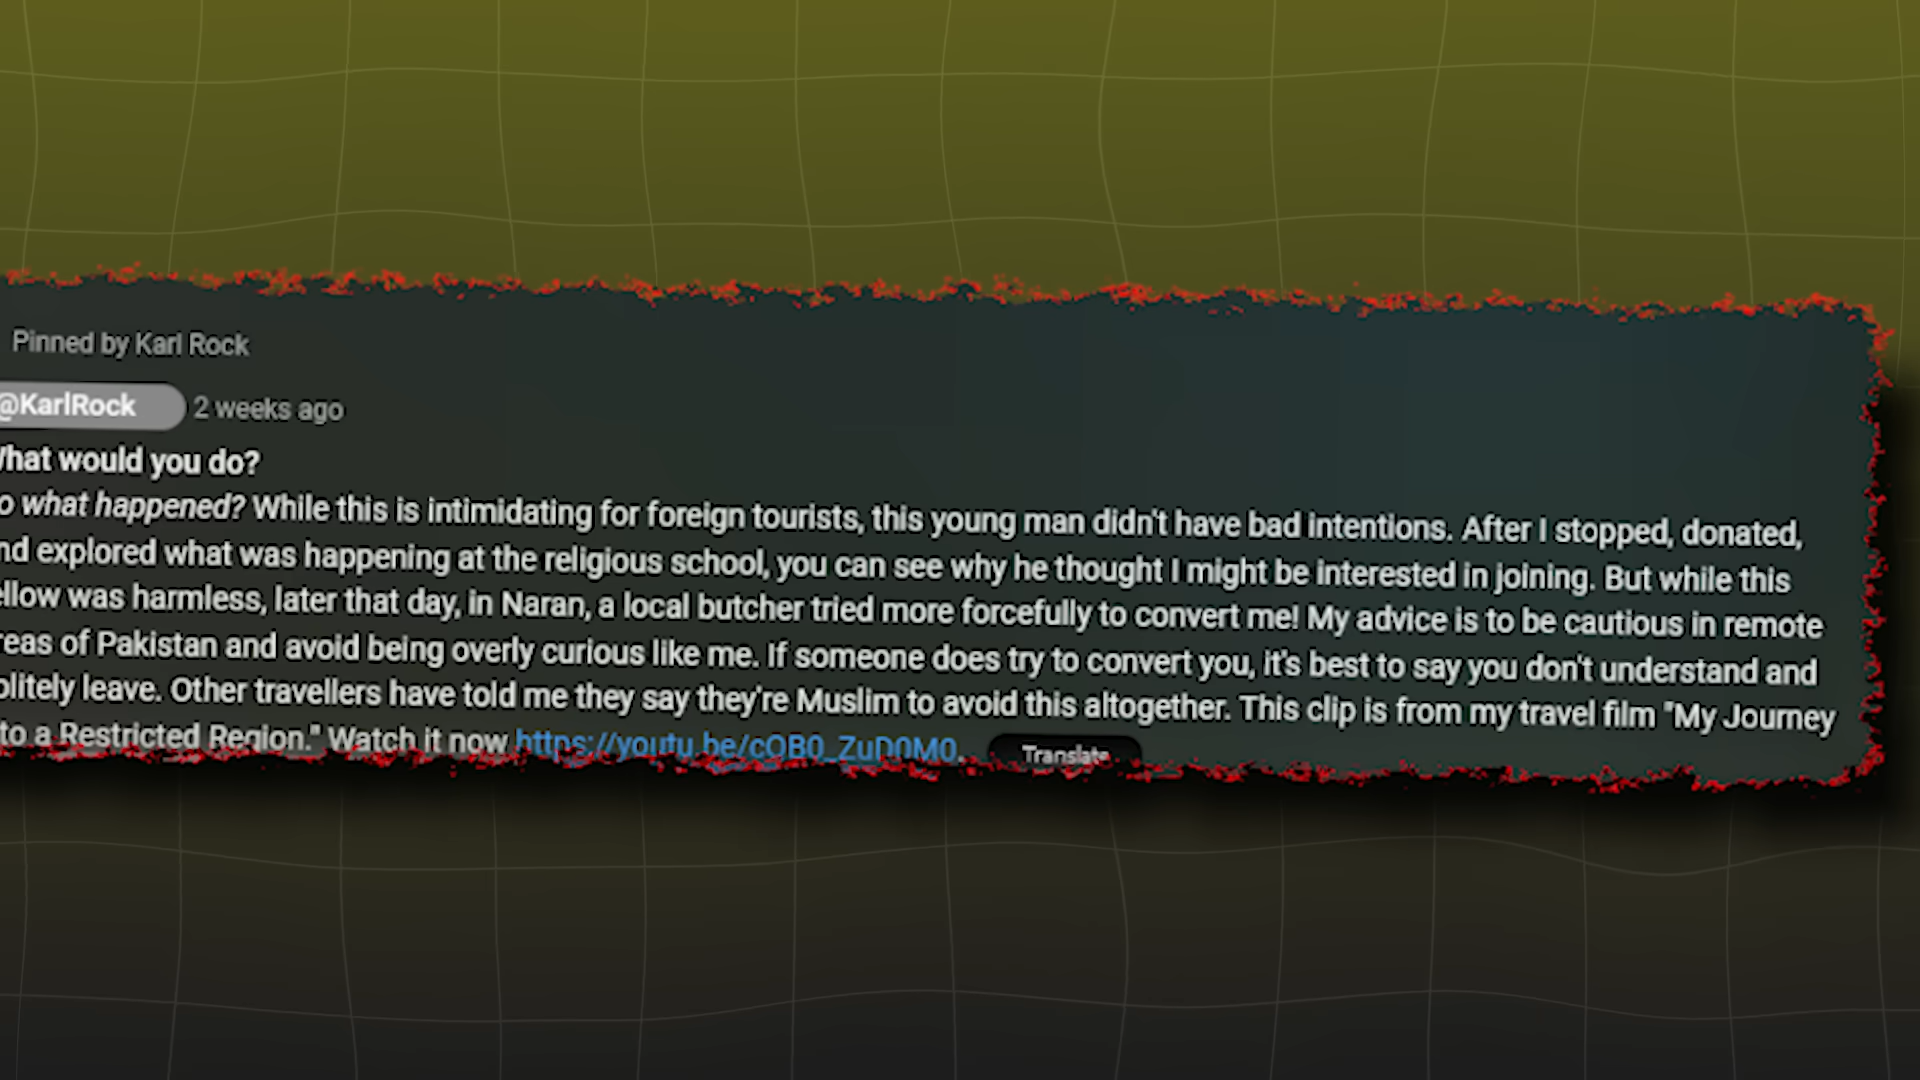 Pinned by Karl Rock
@KarlRock 2 weeks ago
What would you do?
o what happened? While this is intimidating for foreign tourists, this young man didn't have bad intentions. After I stopped, donated,
nd explored what was happening at the religious school, you can see why he thought I might be interested in joining. But while this
ellow was harmless, later that day, in Naran, a local butcher tried more forcefully to convert me! My advice is to be cautious in remote
reas of Pakistan and avoid being overly curious like me. If someone does try to convert you, it's best to say you don't understand and
olitely leave. Other travellers have told me they say they're Muslim to avoid this altogether. This clip is from my travel film "My Journey
to a Restricted Region." Watch it now https://youtu.be/cOB0_ZuD0M0. Translate